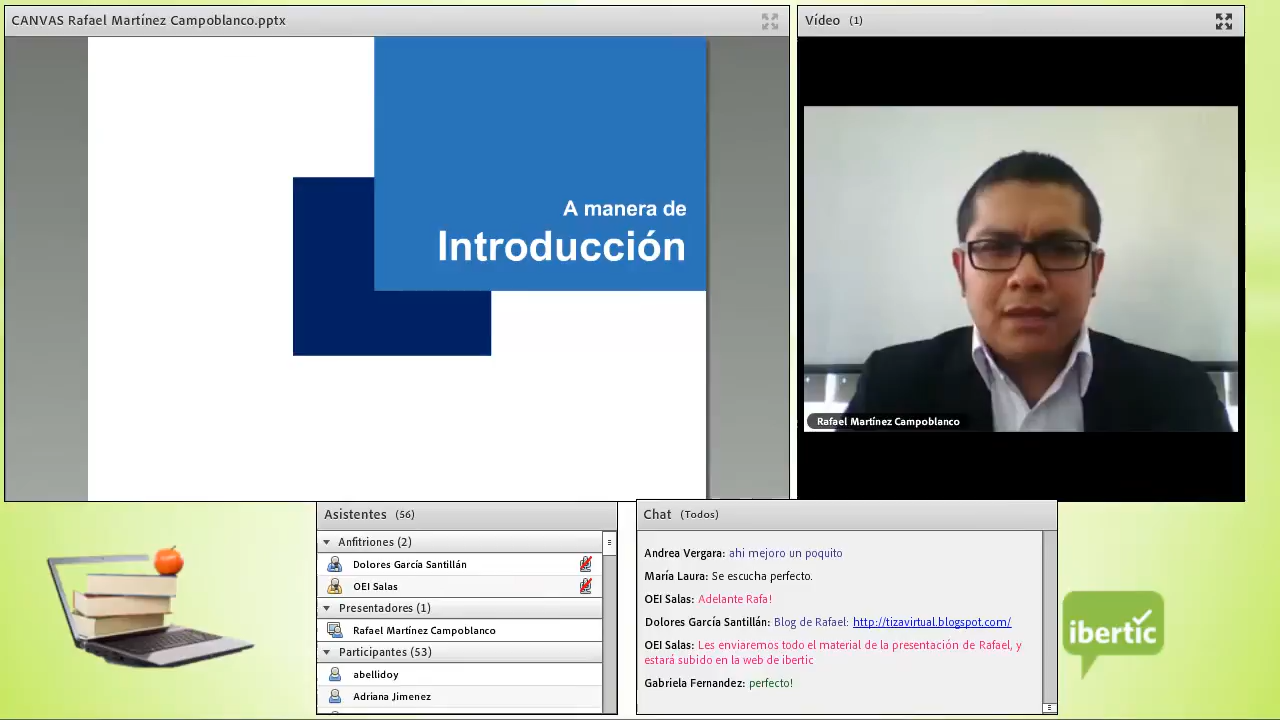 CANVAS Rafael Martínez Campoblanco.pptx
A manera de
Introducción
Vídeo (1)
Rafael Martínez Campoblanco
Asistentes (56)
Anfitriones (2)
Dolores García Santillán
OEI Salas
Presentadores (1)
Rafael Martínez Campoblanco
Participantes (53)
abellidoy
Adriana Jimenez
Chat (Todos)
Andrea Vergara: ahi mejoro un poquito
María Laura: Se escucha perfecto.
OEI Salas: Adelante Rafa!
Dolores García Santillán: Blog de Rafael: http://tizavirtual.blogspot.com/
OEI Salas: Les enviaremos todo el material de la presentación de Rafael, y
estará subido en la web de ibertic
Gabriela Fernandez: perfecto!
ibertic